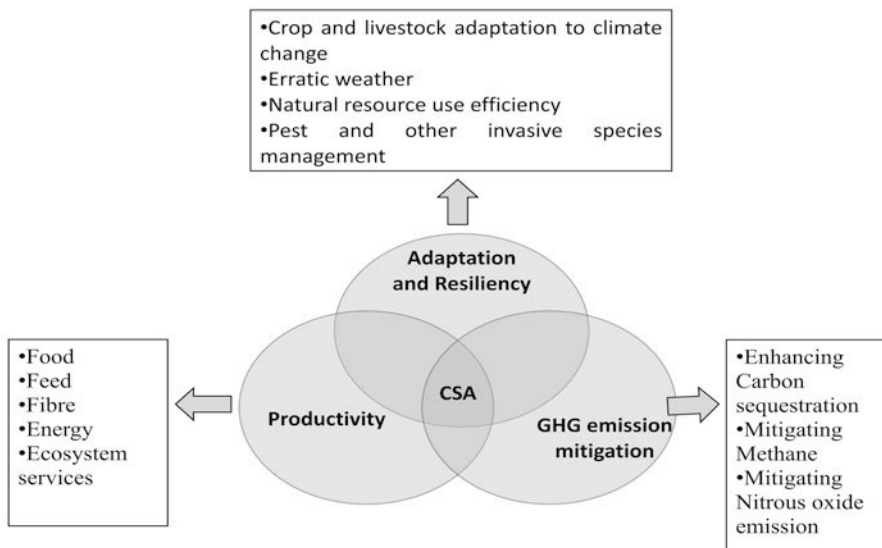 •Crop and livestock adaptation to climate
change
•Erratic weather
•Natural resource use efficiency
•Pest and other invasive species
management
Adaptation
and Resiliency
•Food
•Feed
•Fibre
•Energy
•Ecosystem
services
Productivity
CSA
GHG emission
mitigation
•Enhancing
Carbon
sequestration
•Mitigating
Methane
•Mitigating
Nitrous oxide
emission